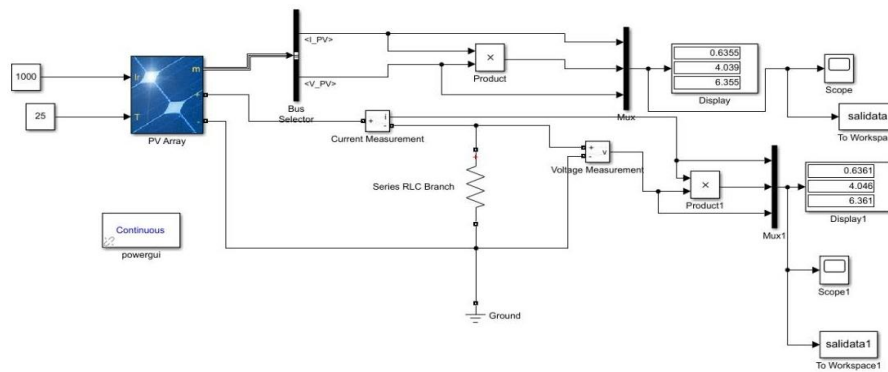 <I_PV>
<V_PV>
1000
25
Ir
T
m
+
-
PV Array
Bus
Selector
×
Product
Mux
0.6355
4.039
6.355
Display
Scope
salidata
To Workspa
+
i
-
Current Measurement
+
-
v
Voltage Measurement
+
Series RLC Branch
×
Product1
Mux1
0.6361
4.046
6.361
Display1
Continuous
powergui
Scope1
Ground
salidata1
To Workspace1